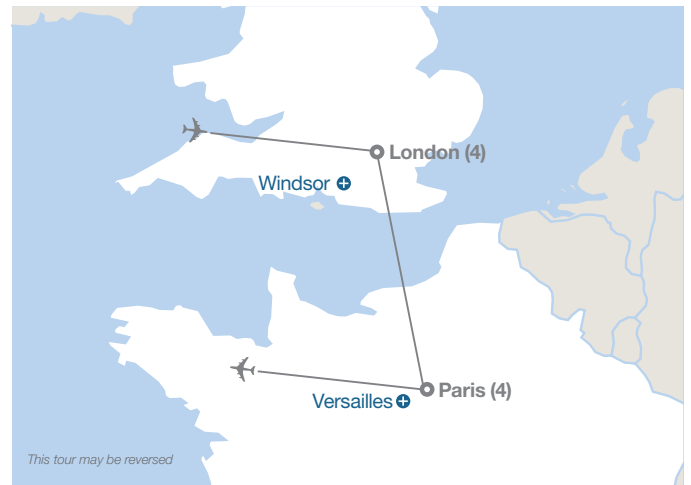 London (4)
Windsor
Paris (4)
Versailles
This tour may be reversed